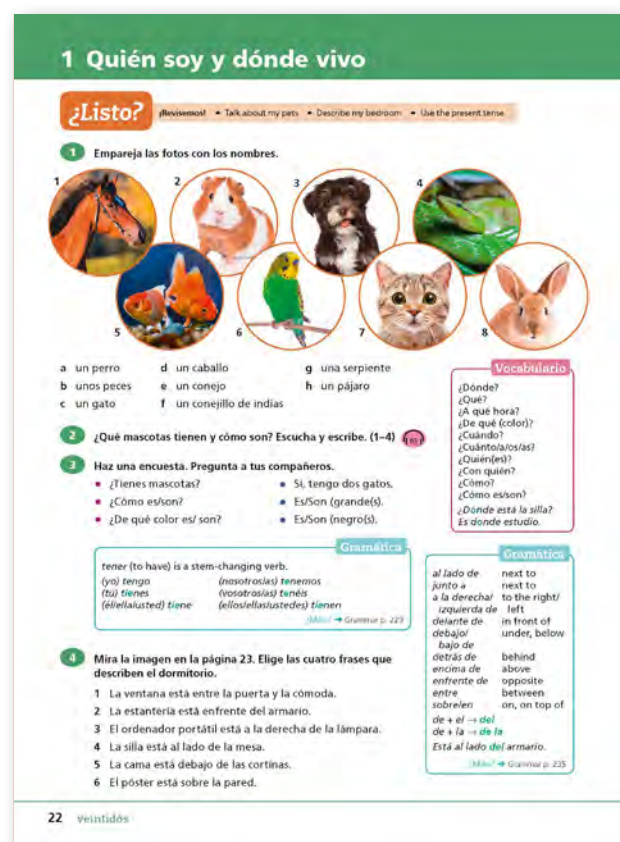 1 Quién soy y dónde vivo
¿Listo?
¡Revisemos! • Talk about my pets • Describe my bedroom • Use the present tense
1 Empareja las fotos con los nombres.
1
2
3
4
5
6
7
8
a un perro
b unos peces
c un gato
d un caballo
e un conejo
f un conejillo de indias
g una serpiente
h un pájaro
2 ¿Qué mascotas tienen y cómo son? Escucha y escribe. (1–4)
3 Haz una encuesta. Pregunta a tus compañeros.
• ¿Tienes mascotas?
• ¿Cómo es/son?
• ¿De qué color es/ son?
• Sí, tengo dos gatos.
• Es/Son (grande(s).
• Es/Son (negro(s).
Vocabulario
¿Dónde?
¿Qué?
¿A qué hora?
¿De qué (color)?
¿Cuándo?
¿Cuánto/a/os/as?
¿Quién(es)?
¿Con quién?
¿Cómo?
¿Cómo es/son?
¿Dónde está la silla?
Es donde estudio.
Gramática
tener (to have) is a stem-changing verb.
(yo) tengo (nosotros/as) tenemos
(tú) tienes (vosotros/as) tenéis
(él/ella/usted) tiene (ellos/ellas/ustedes) tienen
➔ Grammar p. 229
4 Mira la imagen en la página 23. Elige las cuatro frases que
describen el dormitorio.
1 La ventana está entre la puerta y la cómoda.
2 La estantería está enfrente del armario.
3 El ordenador portátil está a la derecha de la lámpara.
4 La silla está al lado de la mesa.
5 La cama está debajo de las cortinas.
6 El póster está sobre la pared.
Gramática
al lado de next to
junto a next to
a la derecha/ to the right/
izquierda de left
delante de in front of
debajo/ under, below
bajo de
detrás de behind
encima de above
enfrente de opposite
entre between
sobre/en on, on top of
de + el → del
de + la → de la
Está al lado del armario.
➔ Grammar p. 235
22 veintidós